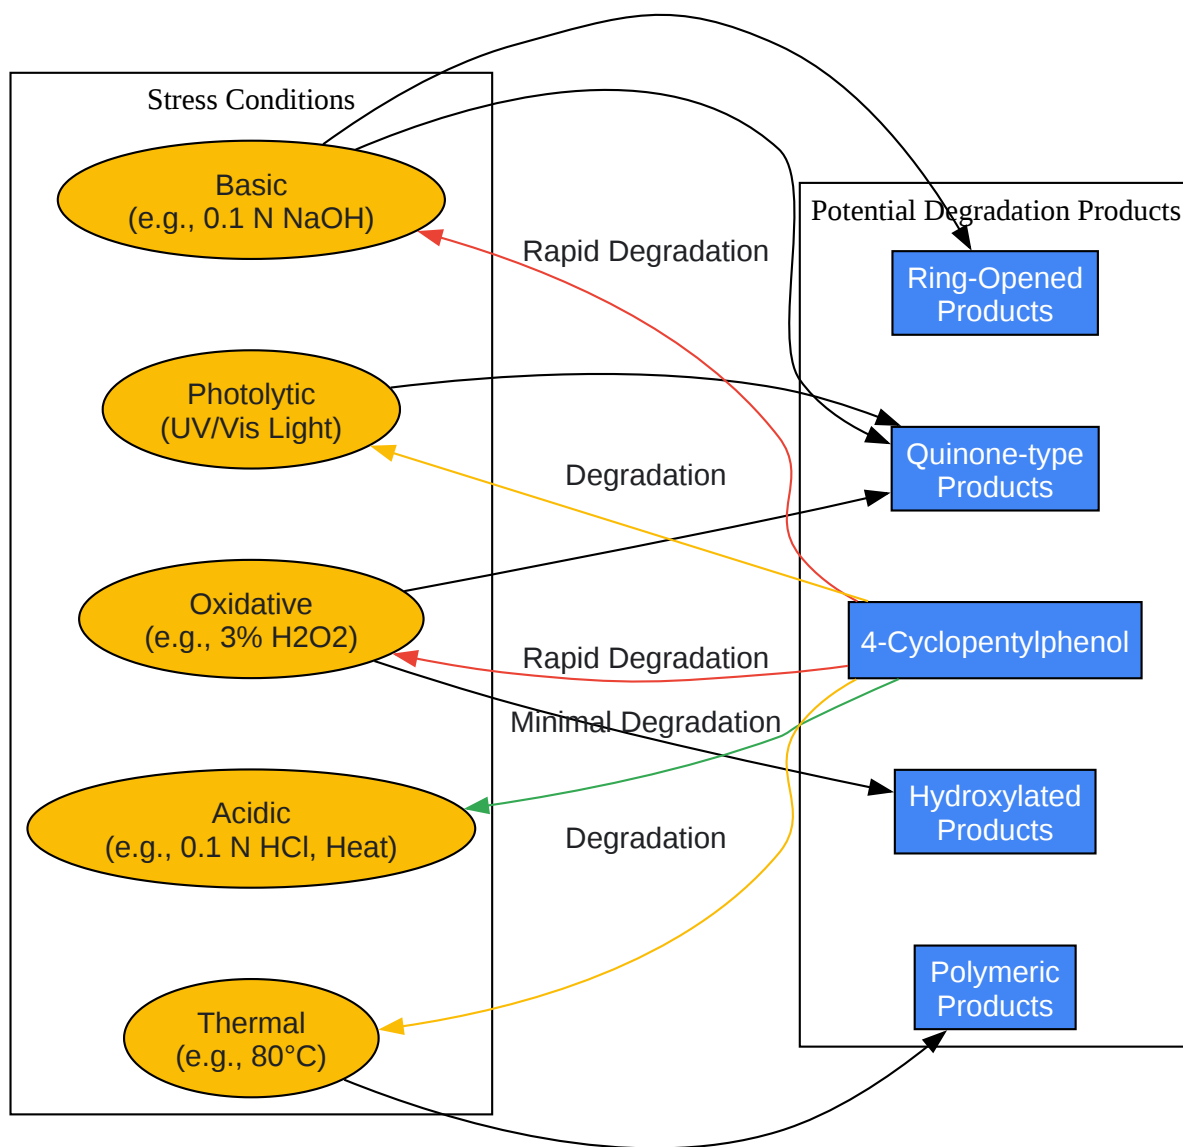 Stress Conditions
Basic
(e.g., 0.1 N NaOH)
Photolytic
(UV/Vis Light)
Oxidative
(e.g., 3% H2O2)
Acidic
(e.g., 0.1 N HCl, Heat)
Thermal
(e.g., 80°C)
Rapid Degradation
Degradation
Rapid Degradation
Minimal Degradation
Degradation
Potential Degradation Products
Ring-Opened
Products
Quinone-type
Products
4-Cyclopentylphenol
Hydroxylated
Products
Polymeric
Products